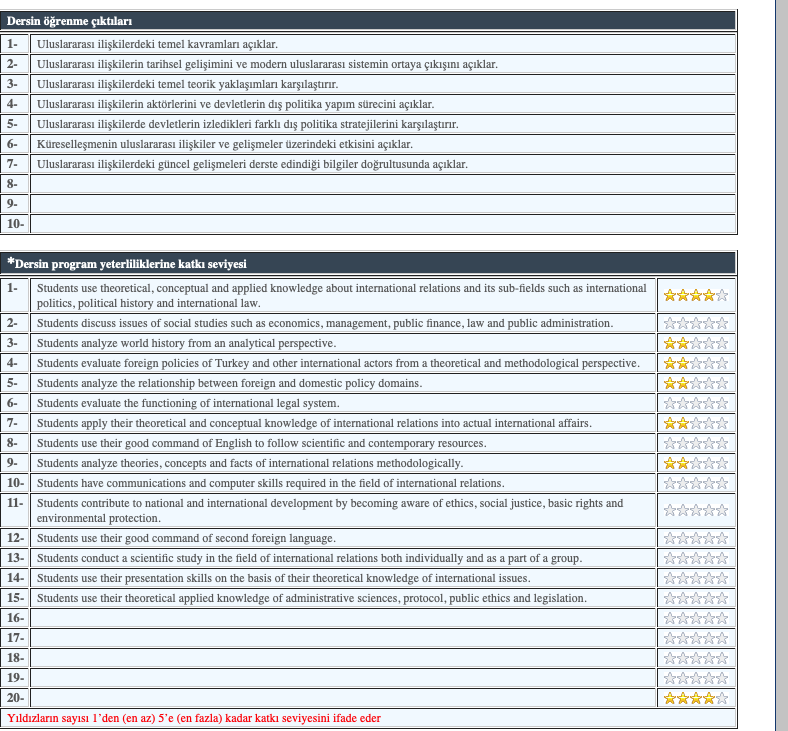 Dersin öğrenme çıktıları
1- Uluslararası ilişkilerdeki temel kavramları açıklar.
2- Uluslararası ilişkilerin tarihsel gelişimini ve modern uluslararası sistemin ortaya çıkışını açıklar.
3- Uluslararası ilişkilerdeki temel teorik yaklaşımları karşılaştırır.
4- Uluslararası ilişkilerin aktörlerini ve devletlerin dış politika yapım sürecini açıklar.
5- Uluslararası ilişkilerde devletlerin izledikleri farklı dış politika stratejilerini karşılaştırır.
6- Küreselleşmenin uluslararası ilişkiler ve gelişmeler üzerindeki etkisini açıklar.
7- Uluslararası ilişkilerdeki güncel gelişmeleri derste edindiği bilgiler doğrultusunda açıklar.
8-
9-
10-
*Dersin program yeterliliklerine katkı seviyesi
1- Students use theoretical, conceptual and applied knowledge about international relations and its sub-fields such as international
politics, political history and international law.
2- Students discuss issues of social studies such as economics, management, public finance, law and public administration.
3- Students analyze world history from an analytical perspective.
4- Students evaluate foreign policies of Turkey and other international actors from a theoretical and methodological perspective.
5- Students analyze the relationship between foreign and domestic policy domains.
6- Students evaluate the functioning of international legal system.
7- Students apply their theoretical and conceptual knowledge of international relations into actual international affairs.
8- Students use their good command of English to follow scientific and contemporary resources.
9- Students analyze theories, concepts and facts of international relations methodologically.
10- Students have communications and computer skills required in the field of international relations.
11- Students contribute to national and international development by becoming aware of ethics, social justice, basic rights and
environmental protection.
12- Students use their good command of second foreign language.
13- Students conduct a scientific study in the field of international relations both individually and as a part of a group.
14- Students use their presentation skills on the basis of their theoretical knowledge of international issues.
15- Students use their theoretical applied knowledge of administrative sciences, protocol, public ethics and legislation.
16-
17-
18-
19-
20-
Yıldızların sayısı 1'den (en az) 5'e (en fazla) kadar katkı seviyesini ifade eder